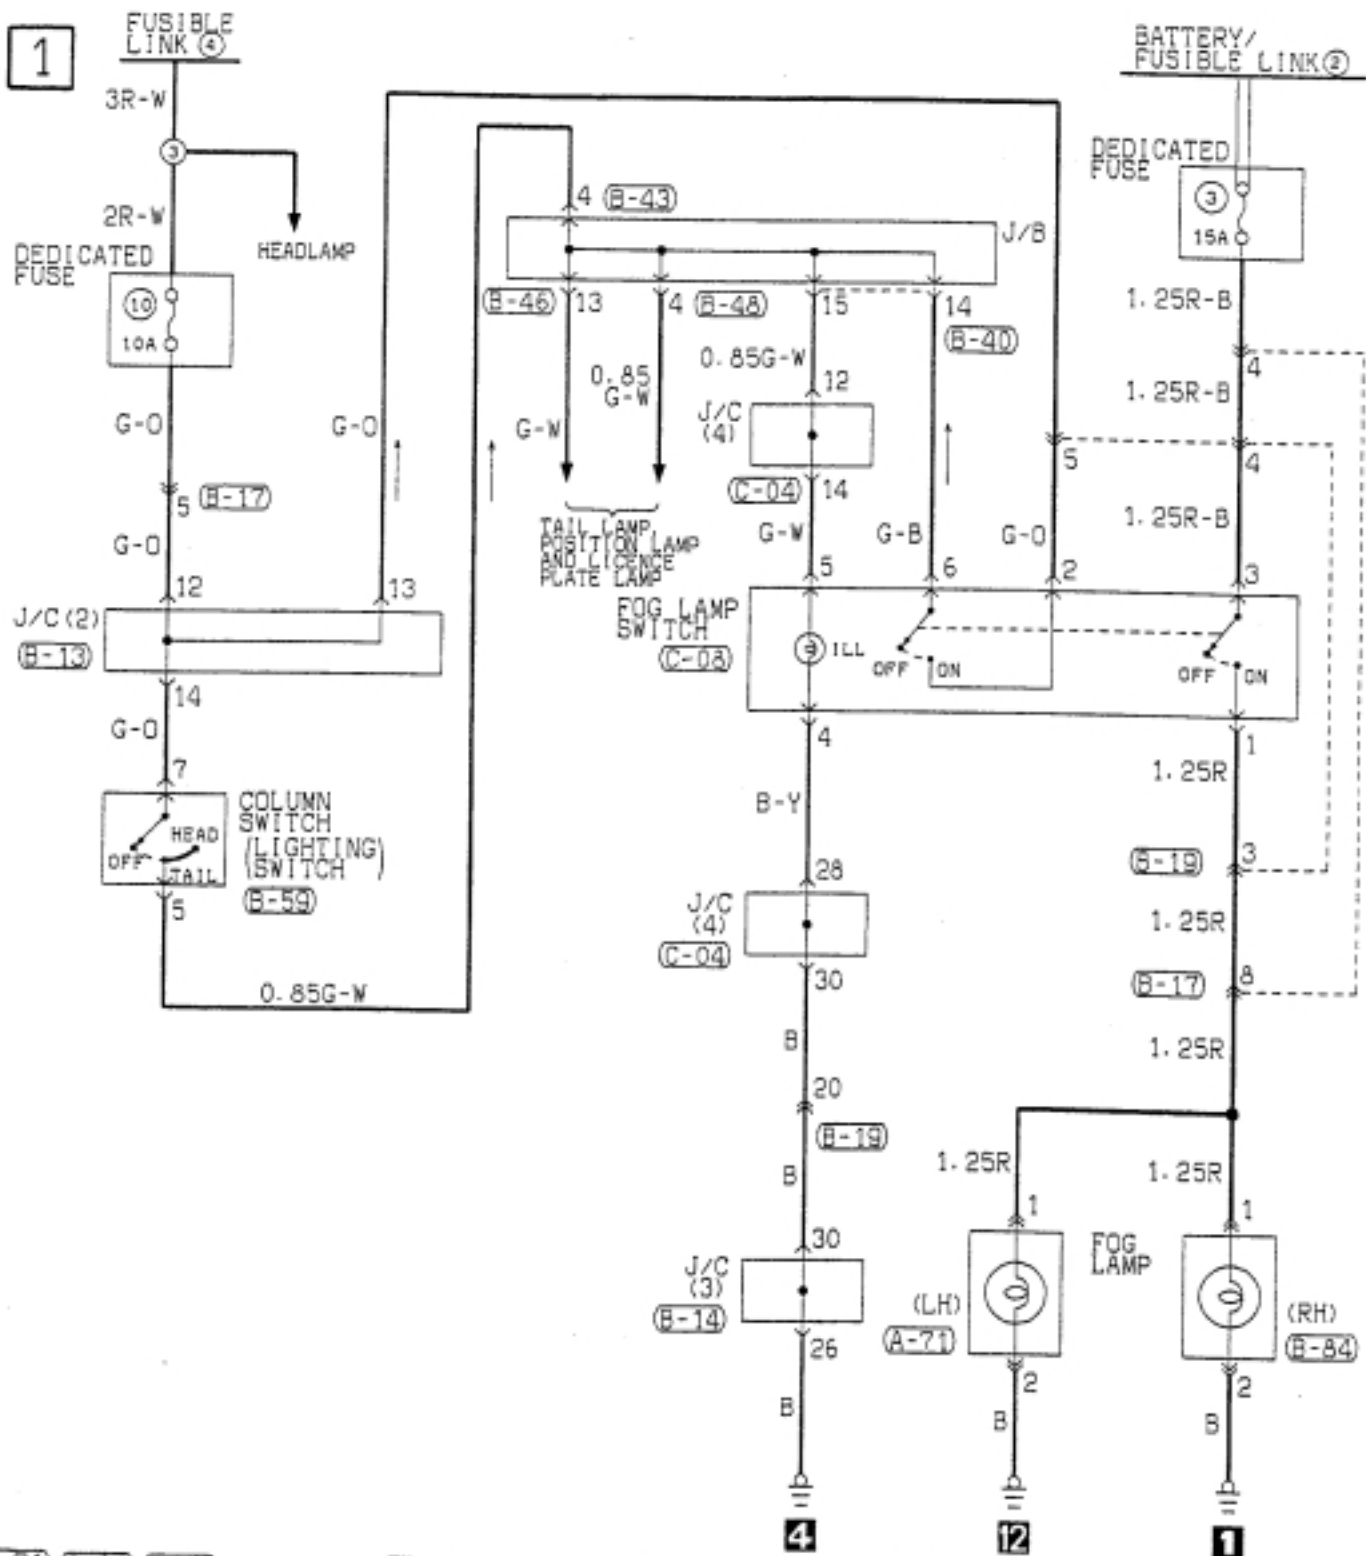 1
FUSIBLE
LINK ④
BATTERY/
FUSIBLE LINK ②
3R-W
③
HEADLAMP
2R-W
DEDICATED
FUSE
⑩
10A
DEDICATED
FUSE
③
15A
4 B-43
J/B
B-46 13
4 B-48
15
14
B-40
1.25R-B
4
1.25R-B
4
1.25R-B
0.85G-W
12
0.85
G-W
J/C
(4)
C-04 14
G-O
G-O
G-W
5
5 B-17
G-O
TAIL LAMP,
POSITION LAMP
AND LICENCE
PLATE LAMP
G-W
G-B
G-O
12
13
5
6
2
3
J/C(2)
B-13
FOG LAMP
SWITCH
C-08
ILL
OFF
ON
OFF
ON
14
G-O
7
4
1
1.25R
COLUMN
SWITCH
(LIGHTING
SWITCH)
B-59
HEAD
OFF
TAIL
5
B-Y
28
B-19 3
1.25R
J/C
(4)
C-04
30
B-17 8
1.25R
0.85G-W
B
20
B-19
B
1.25R
1.25R
30
1
1
J/C
(3)
B-14
26
FOG
LAMP
(LH)
A-71
(RH)
B-84
2
2
B
B
B
4
12
1